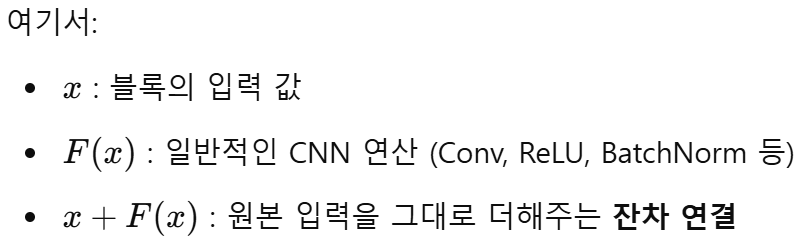 여기서:
• x : 블록의 입력 값
• F(x) : 일반적인 CNN 연산 (Conv, ReLU, BatchNorm 등)
• x + F(x) : 원본 입력을 그대로 더해주는 잔차 연결